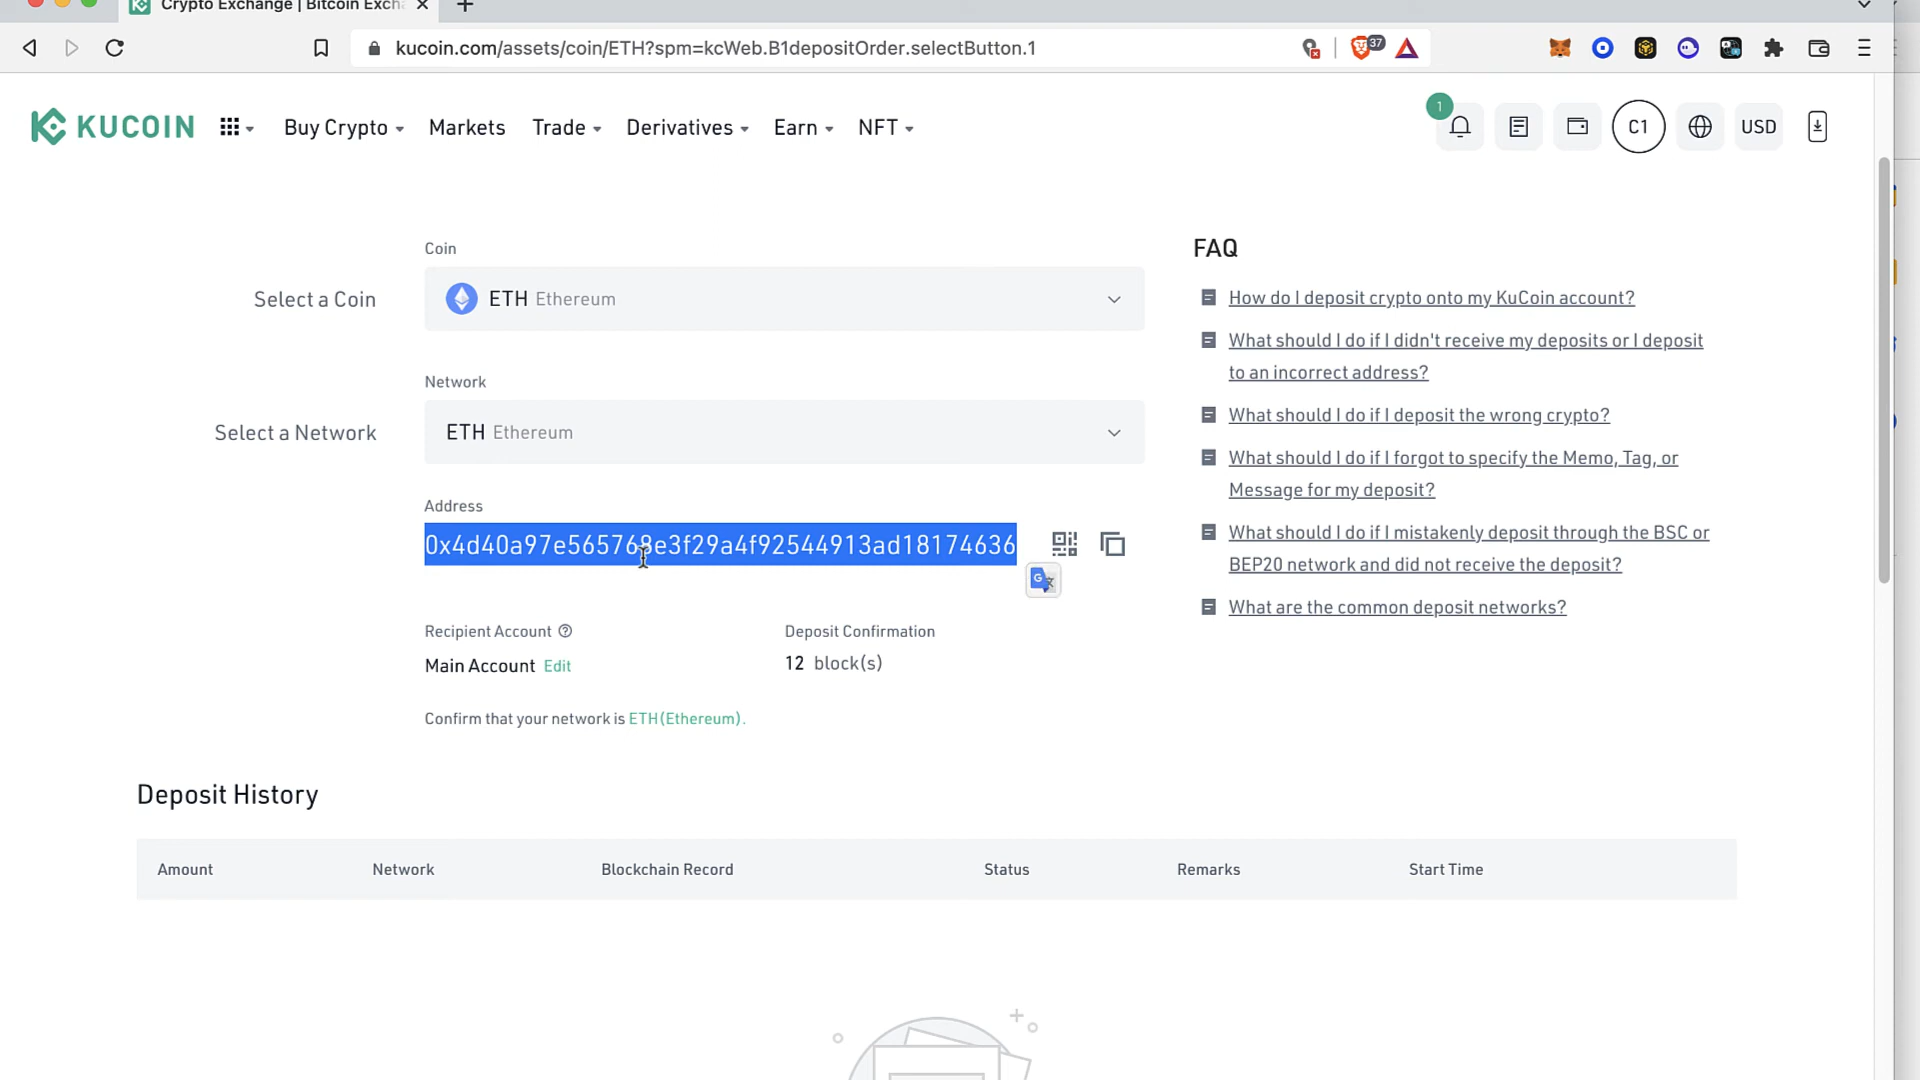 Crypto Exchange | Bitcoin Exch
kucoin.com/assets/coin/ETH?spm=kcWeb.B1depositOrder.selectButton.1
37
KUCOIN
Buy Crypto
Markets
Trade
Derivatives
Earn
NFT
1
C1
USD
Coin
Select a Coin
ETH Ethereum
Network
Select a Network
ETH Ethereum
Address
0x4d40a97e565768e3f29a4f92544913ad18174636
G
Recipient Account
Main Account Edit
Deposit Confirmation
12 block(s)
Confirm that your network is ETH(Ethereum).
FAQ
How do I deposit crypto onto my KuCoin account?
What should I do if I didn't receive my deposits or I deposit
to an incorrect address?
What should I do if I deposit the wrong crypto?
What should I do if I forgot to specify the Memo, Tag, or
Message for my deposit?
What should I do if I mistakenly deposit through the BSC or
BEP20 network and did not receive the deposit?
What are the common deposit networks?
Deposit History
Amount
Network
Blockchain Record
Status
Remarks
Start Time